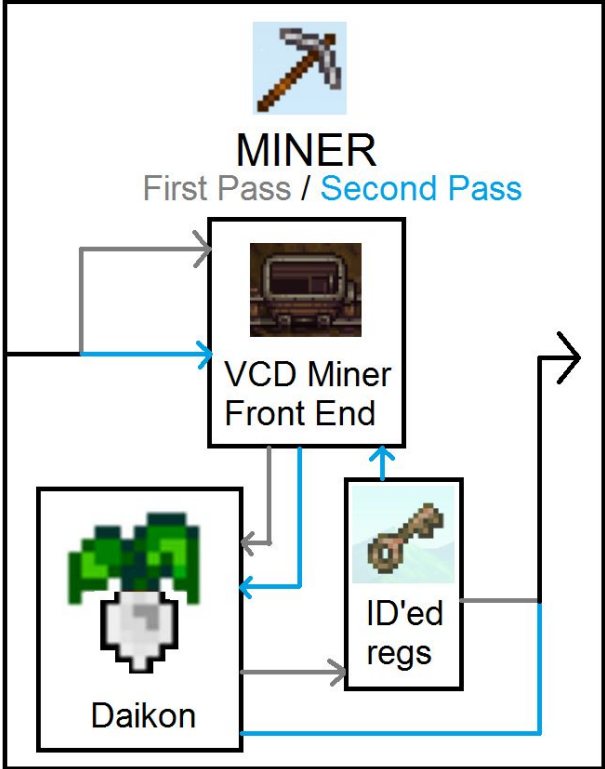 MINER
First Pass / Second Pass
VCD Miner
Front End
ID'ed
regs
Daikon